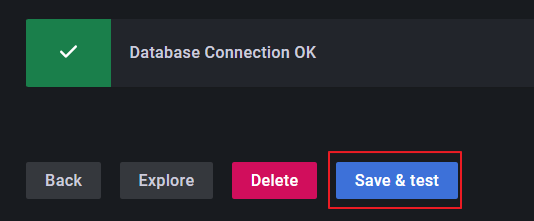 Database Connection OK
Back
Explore
Delete
Save & test